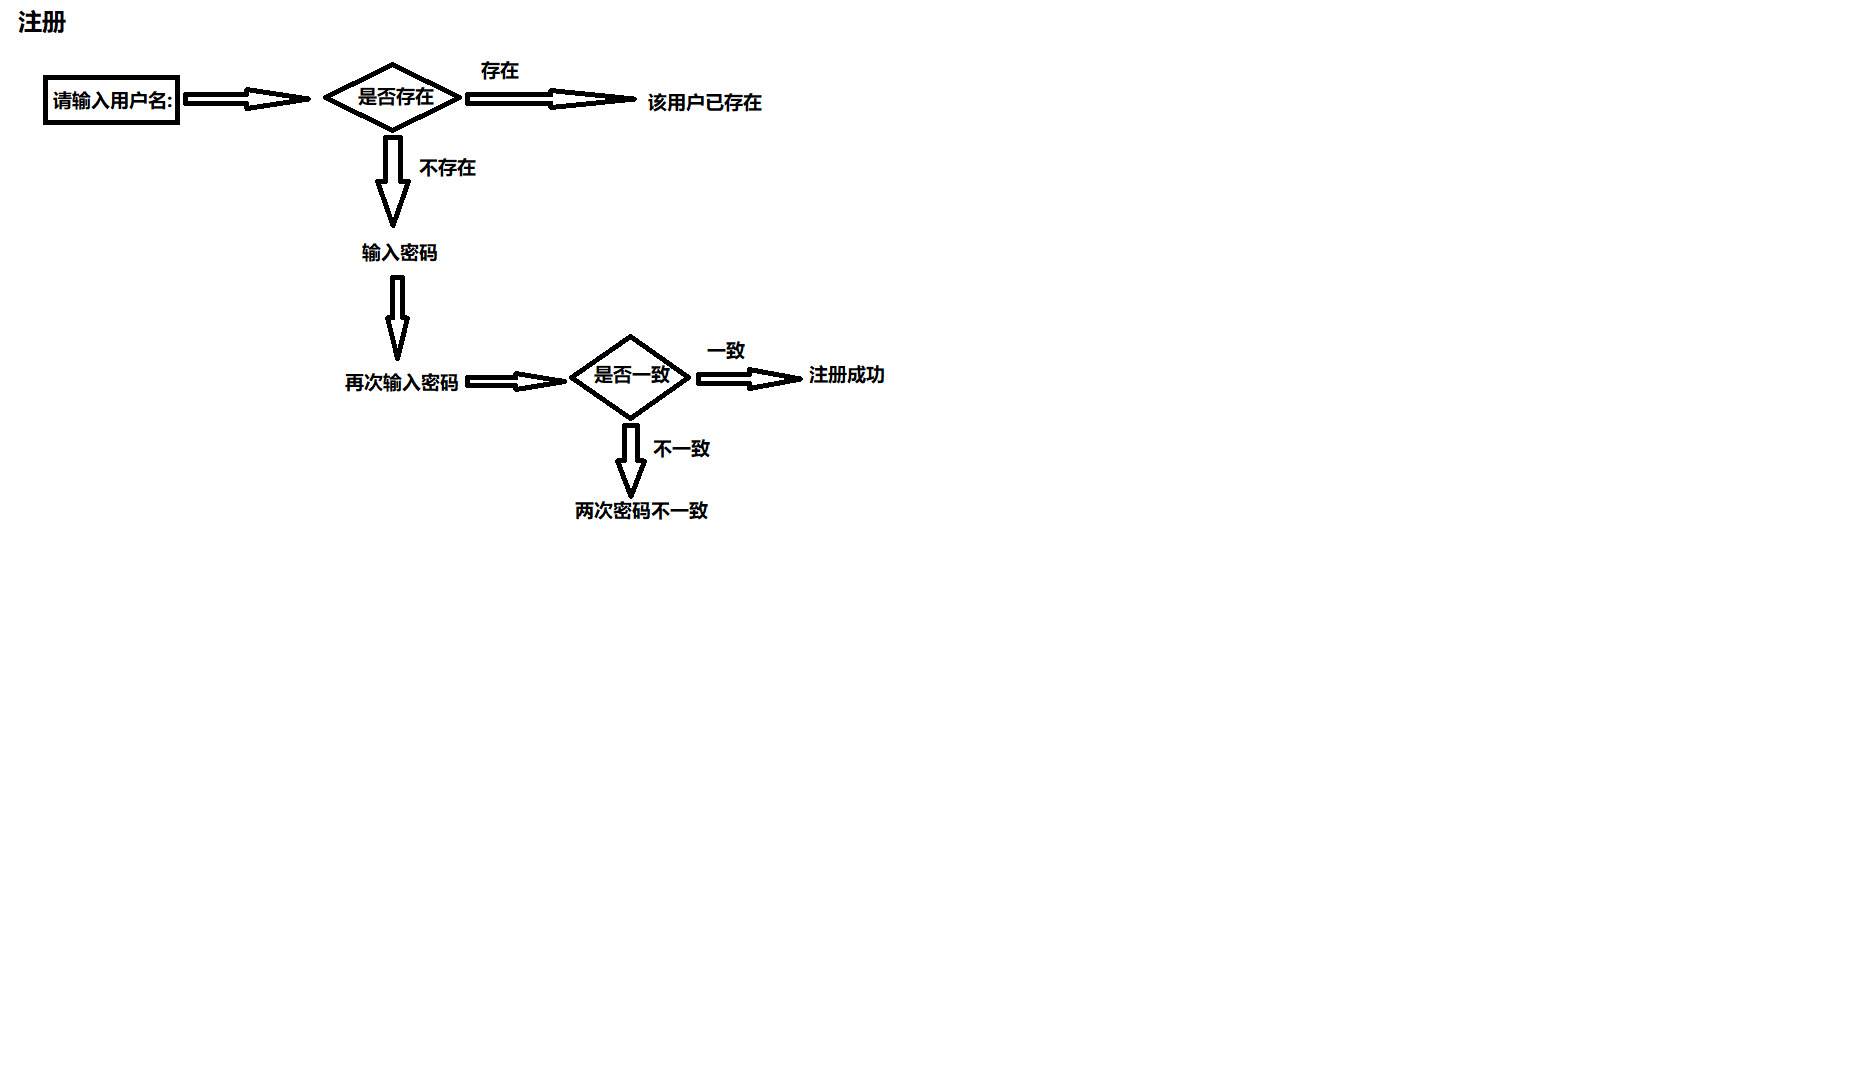 注册
请输入用户名:
是否存在
存在
该用户已存在
不存在
输入密码
再次输入密码
是否一致
一致
注册成功
不一致
两次密码不一致